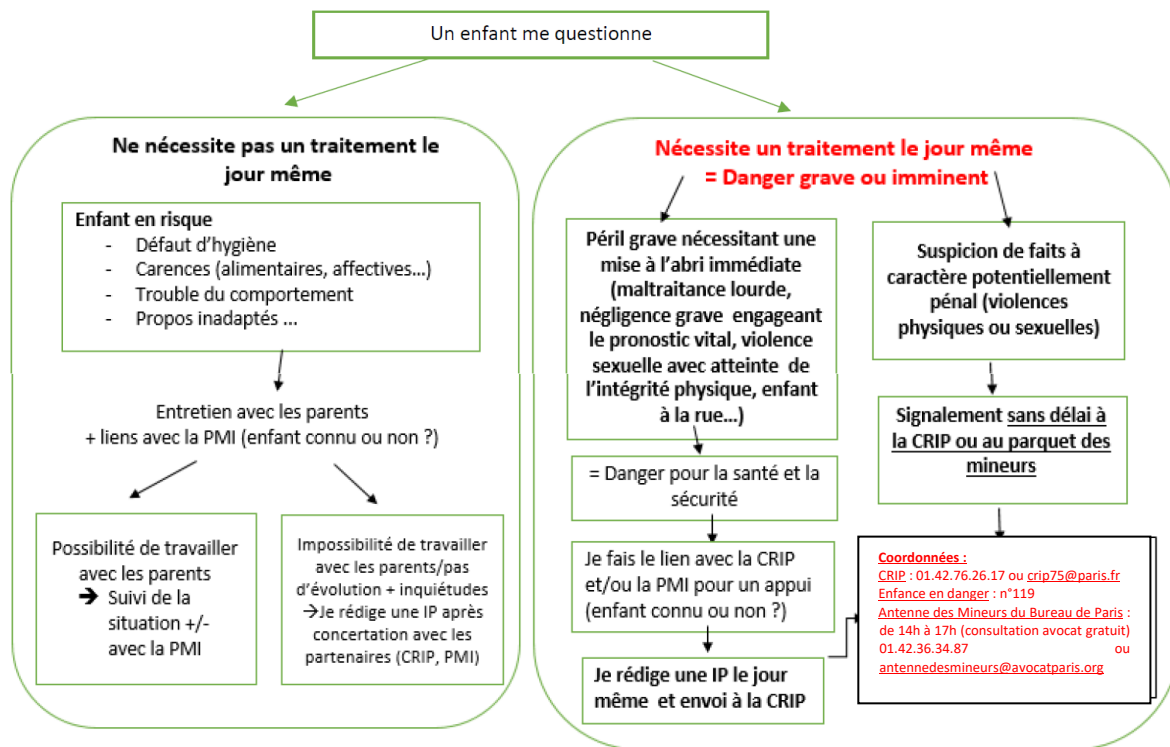 Un enfant me questionne
Ne nécessite pas un traitement le
jour même
Enfant en risque
- Défaut d'hygiène
- Carences (alimentaires, affectives…)
- Trouble du comportement
- Propos inadaptés ...
Entretien avec les parents
+ liens avec la PMI (enfant connu ou non ?)
Possibilité de travailler
avec les parents
➔ Suivi de la
situation +/-
avec la PMI
Impossibilité de travailler
avec les parents/pas
d'évolution + inquiétudes
→Je rédige une IP après
concertation avec les
partenaires (CRIP, PMI)
Nécessite un traitement le jour même
= Danger grave ou imminent
Péril grave nécessitant une
mise à l'abri immédiate
(maltraitance lourde,
négligence grave engageant
le pronostic vital, violence
sexuelle avec atteinte de
l'intégrité physique, enfant
à la rue…)
= Danger pour la santé et la
sécurité
Je fais le lien avec la CRIP
et/ou la PMI pour un appui
(enfant connu ou non ?)
Je rédige une IP le jour
même et envoi à la CRIP
Suspicion de faits à
caractère potentiellement
pénal (violences
physiques ou sexuelles)
Signalement sans délai à
la CRIP ou au parquet des
mineurs
Coordonnées :
CRIP : 01.42.76.26.17 ou crip75@paris.fr
Enfance en danger : n°119
Antenne des Mineurs du Bureau de Paris :
de 14h à 17h (consultation avocat gratuit)
01.42.36.34.87 ou
antennedesmineurs@avocatparis.org